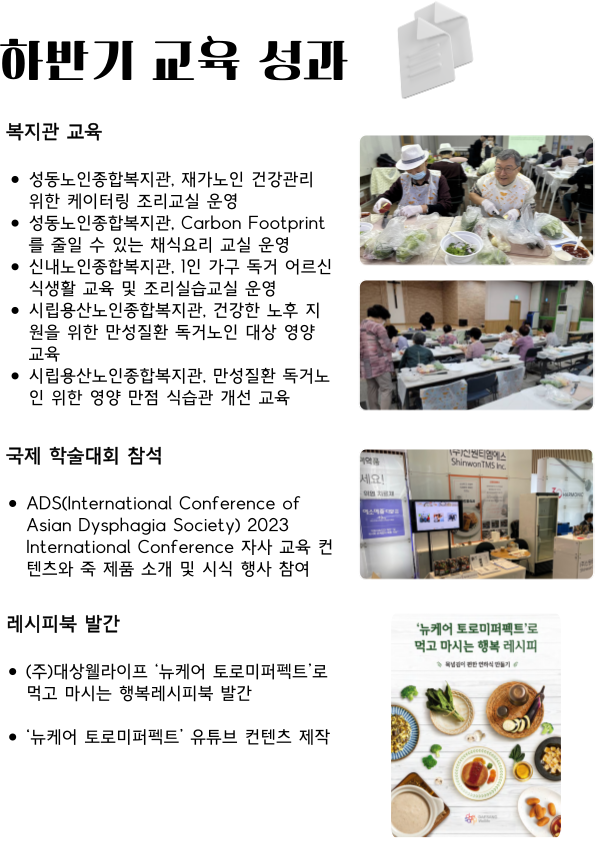 하반기 교육 성과
복지관 교육
• 성동노인종합복지관, 재가노인 건강관리
위한 케이터링 조리교실 운영
• 성동노인종합복지관, Carbon Footprint
를 줄일 수 있는 채식요리 교실 운영
• 신내노인종합복지관, 1인 가구 독거 어르신
식생활 교육 및 조리실습교실 운영
• 시립용산노인종합복지관, 건강한 노후 지
원을 위한 만성질환 독거노인 대상 영양
교육
• 시립용산노인종합복지관, 만성질환 독거노
인 위한 영양 만점 식습관 개선 교육
국제 학술대회 참석
• ADS(International Conference of
Asian Dysphagia Society) 2023
International Conference 자사 교육 컨
텐츠와 죽 제품 소개 및 시식 행사 참여
(주)신원티엠에스
ShinwonTMS Inc.
레시피북 발간
• (주)대상웰라이프 ‘뉴케어 토로미퍼펙트’로
먹고 마시는 행복레시피북 발간
• ‘뉴케어 토로미퍼펙트’ 유튜브 컨텐츠 제작
‘뉴케어 토로미퍼펙트’로
먹고 마시는 행복 레시피
목넘김이 편한 연하식 만들기